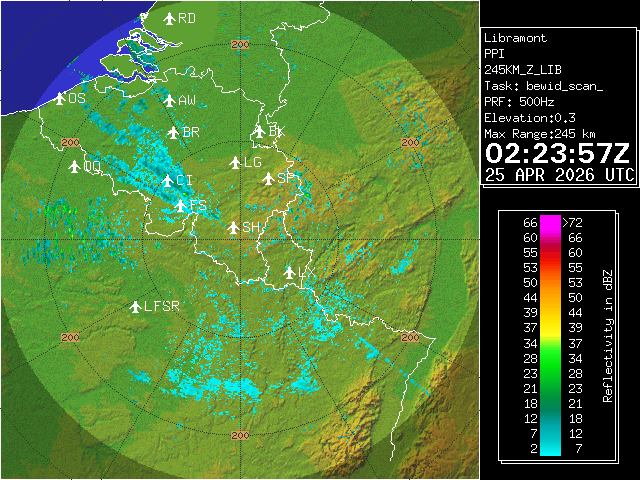 RD
200
OS
AW
BR
BK
200
200
OO
LG
CI
SP
FS
SH
LX
LFSR
200
200
200
Libramont
PPI
245KM_Z_LIB
Task: bewid_scan_
PRF: 500Hz
Elevation:0.3
Max Range:245 km
02:23:57Z
25 APR 2026 UTC
66 >72
60 66
55 60
53 55
50 53
44 50
39 44
37 39
34 37
28 34
23 28
21 23
18 21
12 18
7 12
2 7
Reflectivity in dBZ